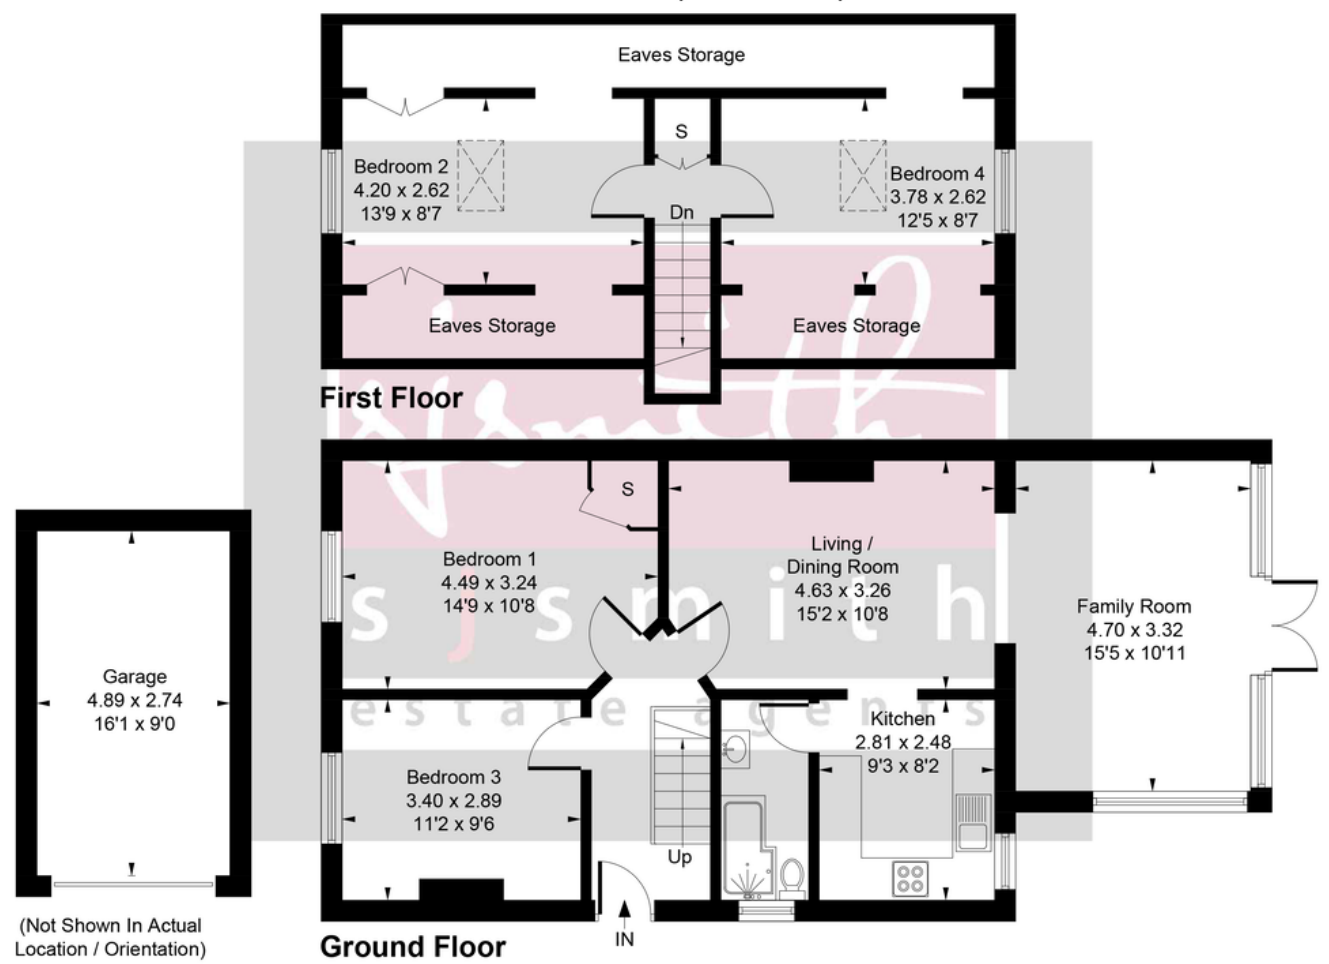 Eaves Storage
S
Bedroom 2
4.20 x 2.62
13'9 x 8'7
Bedroom 4
3.78 x 2.62
12'5 x 8'7
Dn
Eaves Storage
Eaves Storage
First Floor
S
Bedroom 1
4.49 x 3.24
14'9 x 10'8
Living /
Dining Room
4.63 x 3.26
15'2 x 10'8
Family Room
4.70 x 3.32
15'5 x 10'11
sjsmith
estate agents
Garage
4.89 x 2.74
16'1 x 9'0
Kitchen
2.81 x 2.48
9'3 x 8'2
Bedroom 3
3.40 x 2.89
11'2 x 9'6
Up
IN
(Not Shown In Actual
Location / Orientation)
Ground Floor